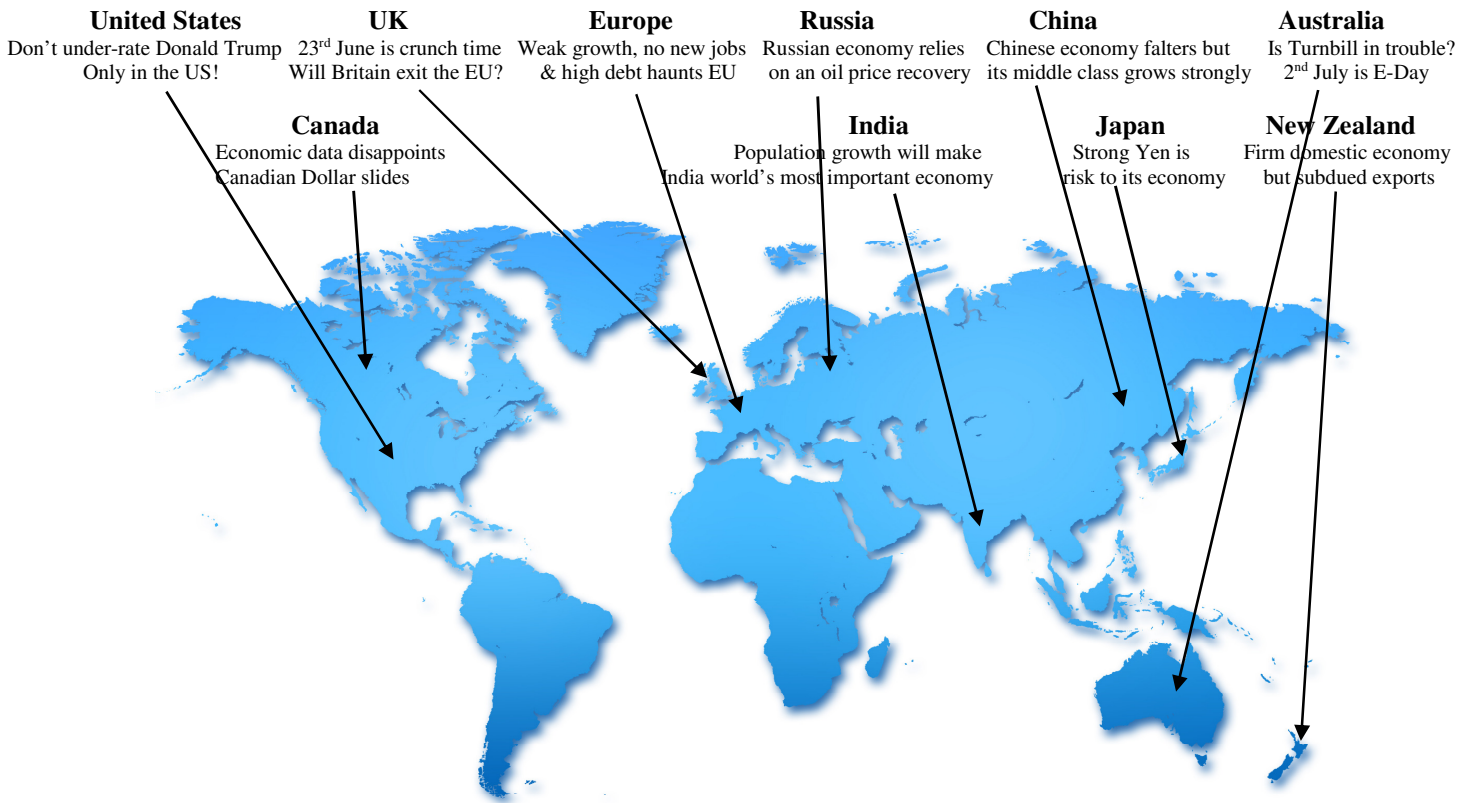 United States
Don't under-rate Donald Trump
Only in the US!
UK
23rd June is crunch time
Will Britain exit the EU?
Europe
Weak growth, no new jobs
& high debt haunts EU
Russia
Russian economy relies
on an oil price recovery
China
Chinese economy falters but
its middle class grows strongly
Australia
Is Turnbill in trouble?
2nd July is E-Day
Canada
Economic data disappoints
Canadian Dollar slides
India
Population growth will make
India world's most important economy
Japan
Strong Yen is
risk to its economy
New Zealand
Firm domestic economy
but subdued exports